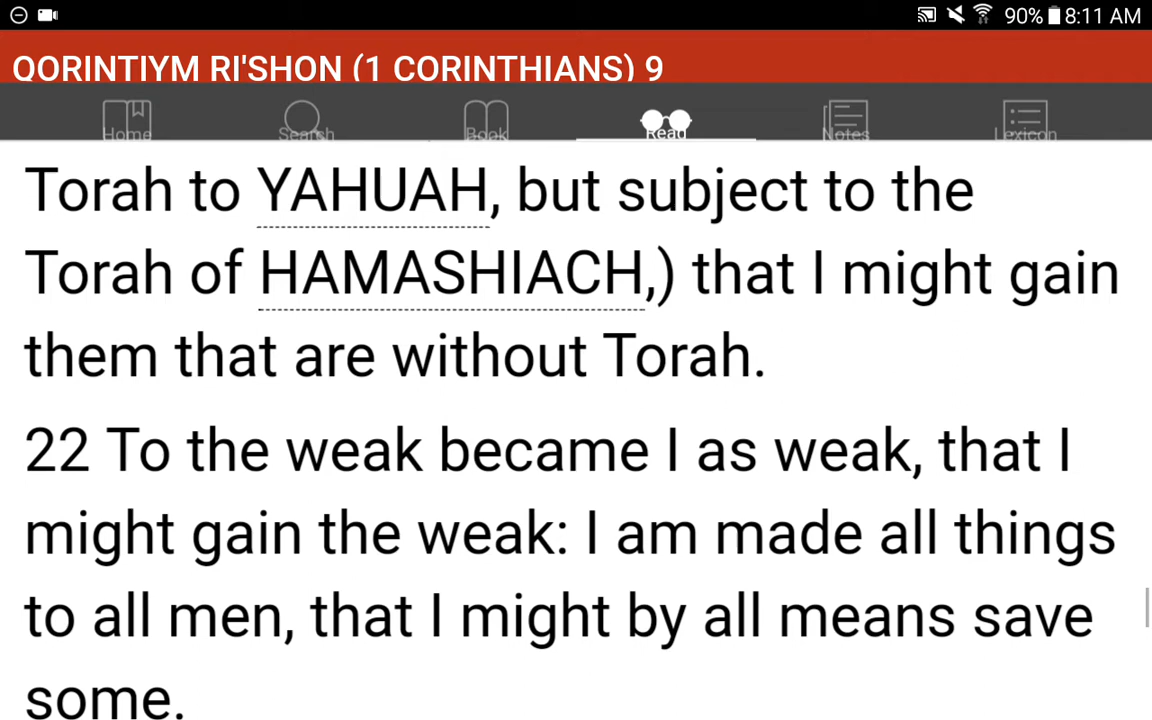 90% 8:11 AM
QORINTIYM RI'SHON (1 CORINTHIANS) 9
Home Search Book Read Notes Lexicon
Torah to YAHUAH, but subject to the
Torah of HAMASHIACH,) that I might gain
them that are without Torah.
22 To the weak became I as weak, that I
might gain the weak: I am made all things
to all men, that I might by all means save
some.